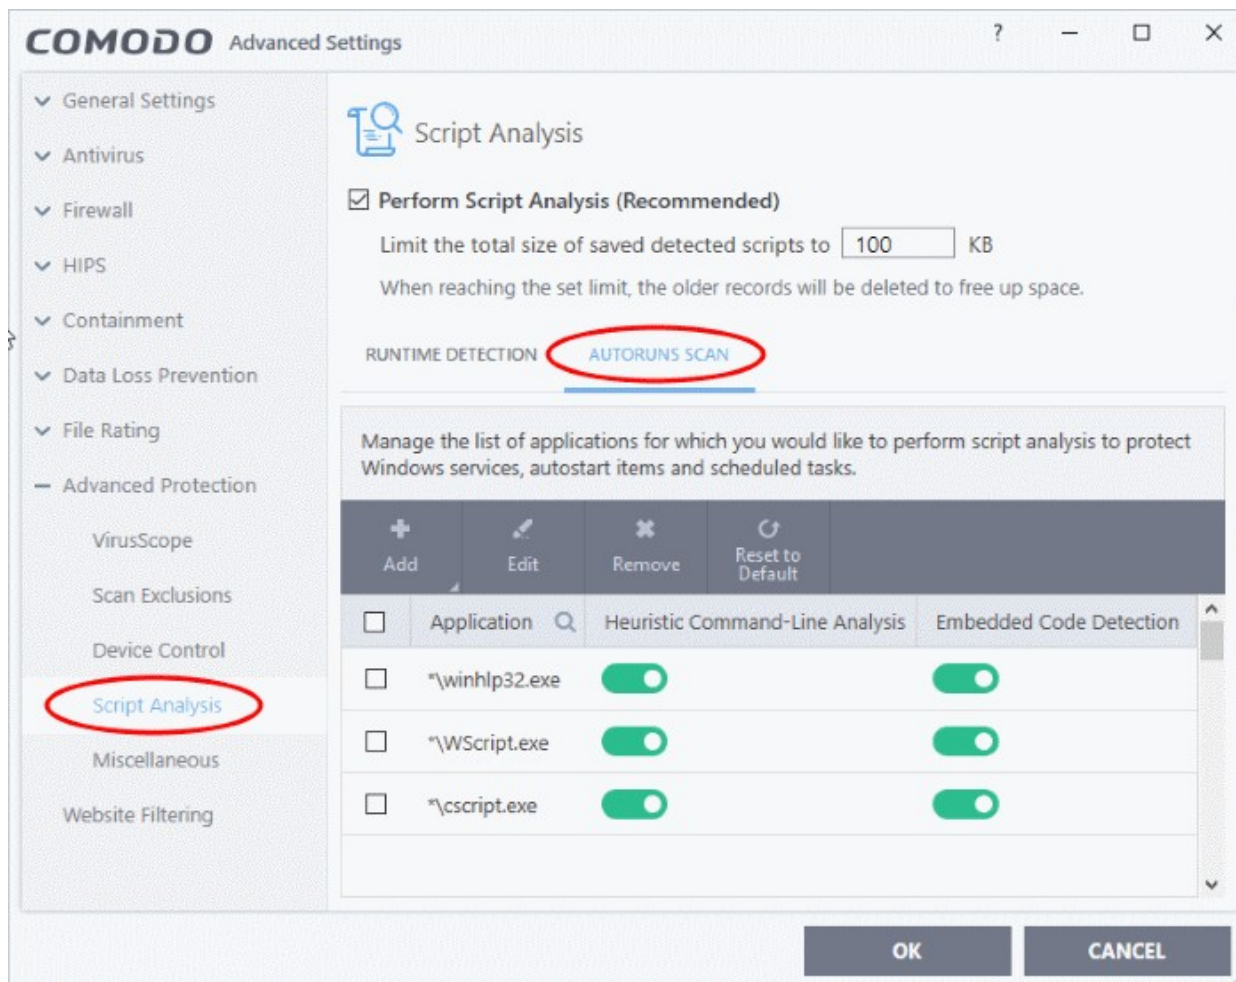 COMODO Advanced Settings ?
General Settings
Antivirus
Firewall
HIPS
Containment
Data Loss Prevention
File Rating
Advanced Protection
VirusScope
Scan Exclusions
Device Control
Script Analysis
Miscellaneous
Website Filtering
Script Analysis
Perform Script Analysis (Recommended)
Limit the total size of saved detected scripts to 100 KB
When reaching the set limit, the older records will be deleted to free up space.
RUNTIME DETECTION AUTORUNS SCAN
Manage the list of applications for which you would like to perform script analysis to protect
Windows services, autostart items and scheduled tasks.
Add Edit Remove Reset to
Default
Application Heuristic Command-Line Analysis Embedded Code Detection
*\winhlp32.exe
*\WScript.exe
*\cscript.exe
OK CANCEL